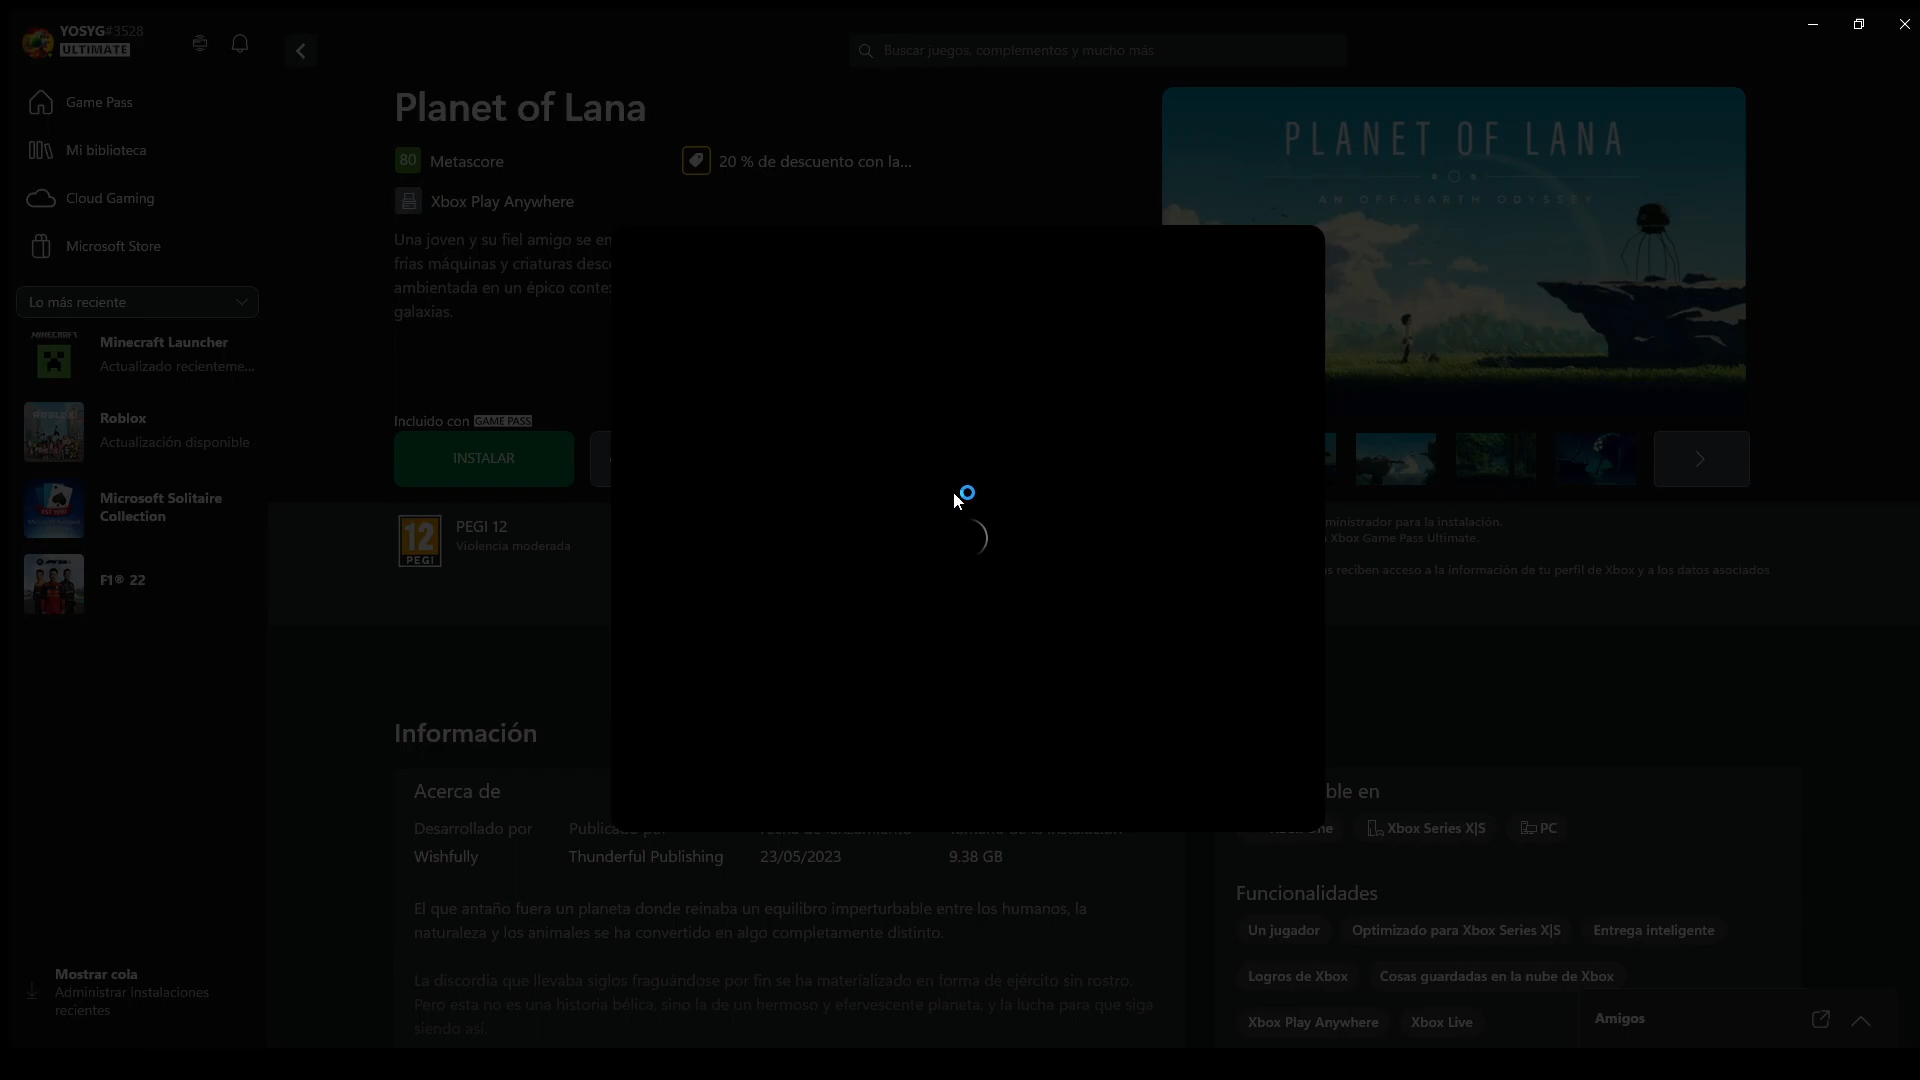 YOSYG#3528
ULTIMATE
Buscar juegos, complementos y mucho más
Game Pass
Mi biblioteca
Cloud Gaming
Microsoft Store
Lo más reciente
MINECRAFT
Minecraft Launcher
Actualizado recienteme...
ROBLOX
Roblox
Actualización disponible
Microsoft Solitaire
Collection
F1® 22
Mostrar cola
Administrar instalaciones
recientes
Planet of Lana
80 Metascore
20 % de descuento con la...
Xbox Play Anywhere
Una joven y su fiel amigo se en
frías máquinas y criaturas desc
ambientada en un épico conte
galaxias.
Incluido con GAME PASS
INSTALAR
PLANET OF LANA
AN OFF-EARTH ODYSSEY
12
PEGI
PEGI 12
Violencia moderada
ministrador para la instalación.
Xbox Game Pass Ultimate.
s reciben acceso a la información de tu perfil de Xbox y a los datos asociados
Información
Acerca de
Desarrollado por
Wishfully
Thunderful Publishing
23/05/2023
9.38 GB
El que antaño fuera un planeta donde reinaba un equilibro imperturbable entre los humanos, la
naturaleza y los animales se ha convertido en algo completamente distinto.
La discordia que llevaba siglos fraguándose por fin se ha materializado en forma de ejército sin rostro.
Pero esta no es una historia bélica, sino la de un hermoso y efervescente planeta, y la lucha para que siga
siendo así.
ble en
Xbox Series X|S
PC
Funcionalidades
Un jugador
Optimizado para Xbox Series X|S
Entrega inteligente
Logros de Xbox
Cosas guardadas en la nube de Xbox
Xbox Play Anywhere
Xbox Live
Amigos